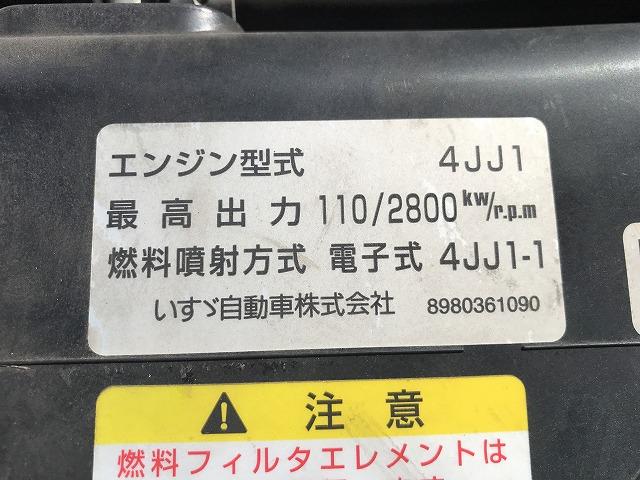 エンジン型式 4JJ1
最高出力 110/2800kw/r.p.m
燃料噴射方式 電子式 4JJ1-1
いすゞ自動車株式会社 8980361090
注意
燃料フィルタエレメントは